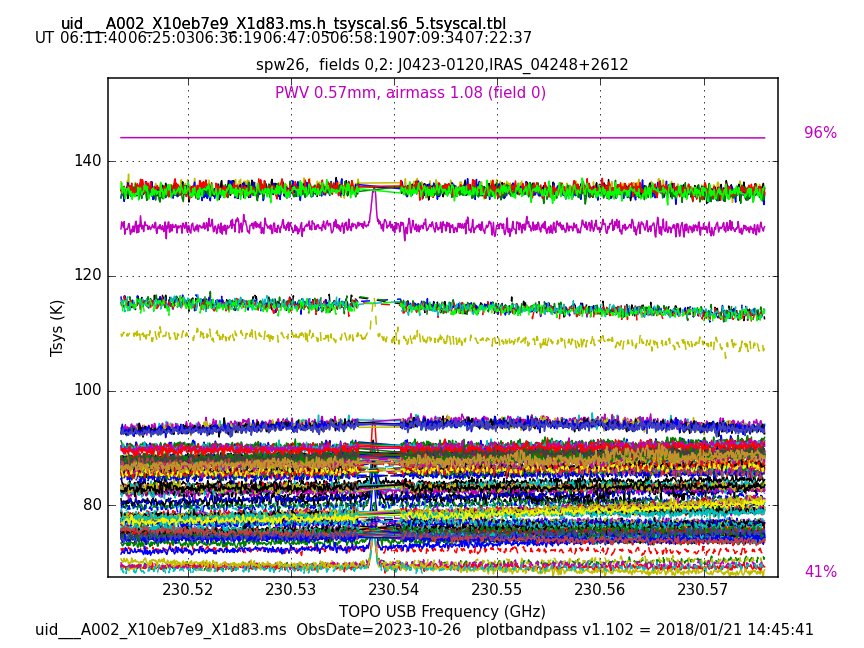 uid___A002_X10eb7e9_X1d83.ms.h_tsyscal.s6_5.tsyscal.tbl
UT 06:11:40 06:25:03 06:36:19 06:47:05 06:58:19 07:09:34 07:22:37
spw26,  fields 0,2: J0423-0120,IRAS_04248+2612
PWV 0.57mm, airmass 1.08 (field 0)
96%
140
120
100
80
Tsys (K)
41%
230.52 230.53 230.54 230.55 230.56 230.57
TOPO USB Frequency (GHz)
uid___A002_X10eb7e9_X1d83.ms  ObsDate=2023-10-26   plotbandpass v1.102 = 2018/01/21 14:45:41